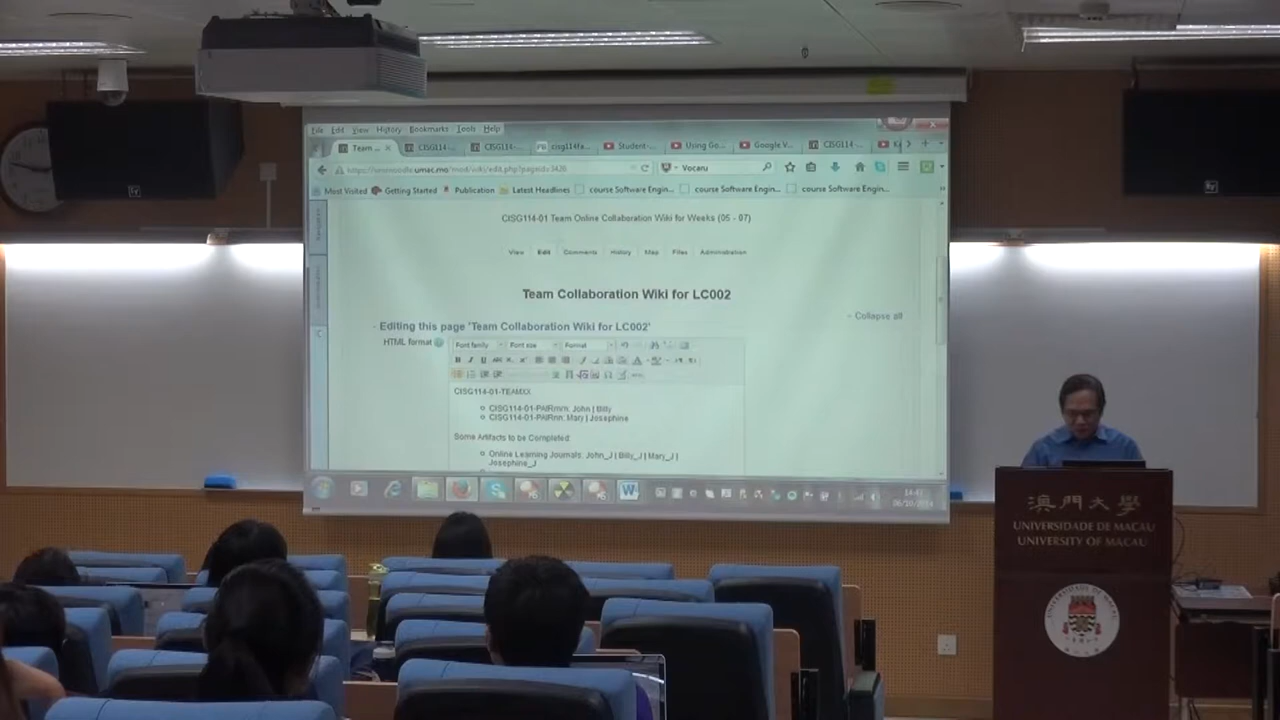 File Edit View History Bookmarks Tools Help
Team ... CISG114-... CISG114-... cisg114fa... Student-... Using Go... Google V... CISG114-...
Vocaru
Most Visited Getting Started Publication Latest Headlines course Software Engin... course Software Engin... course Software Engin...
CISG114-01 Team Online Collaboration Wiki for Weeks (05 - 07)
View Edit Comments History Map Files Administration
Team Collaboration Wiki for LC002
Collapse all
Editing this page 'Team Collaboration Wiki for LC002'
HTML format
Font family Font size Format
CISG114-01-TEAMXX
CISG114-01-PAIRmm: John | Billy
CISG114-01-PAIRnn: Mary | Josephine
Some Artifacts to be Completed:
Online Learning Journals: John_J | Billy_J | Mary_J |
Josephine_J
14:41
澳門大學
UNIVERSIDADE DE MACAU
UNIVERSITY OF MACAU